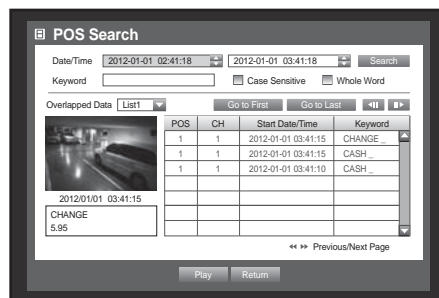 POS Search
Date/Time 2012-01-01 02:41:18 2012-01-01 03:41:18 Search
Keyword Case Sensitive Whole Word
Overlapped Data List1 Go to First Go to Last
POS CH Start Date/Time Keyword
1 1 2012-01-01 03:41:15 CHANGE _
1 1 2012-01-01 03:41:15 CASH _
1 1 2012-01-01 03:41:10 CASH _
2012/01/01 03:41:15
CHANGE
5.95
Previous/Next Page
Play Return